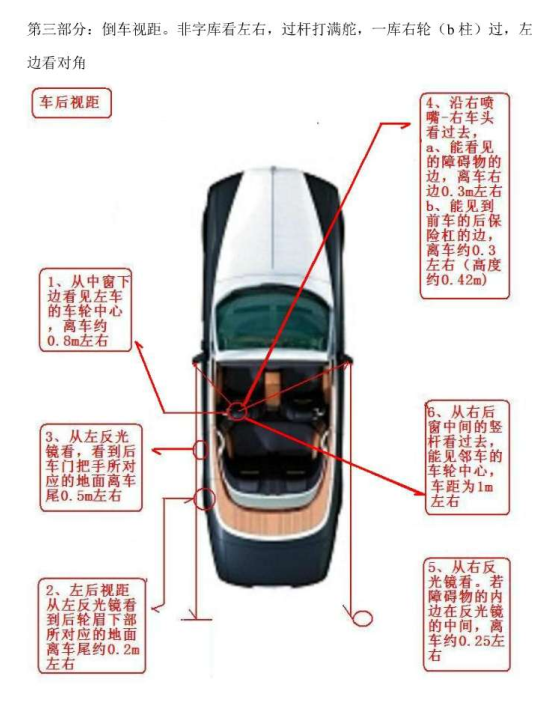 第三部分：倒车视距。非字库看左右，过杆打满舵，一库右轮（b 柱）过，左
边看对角
车后视距
4、沿右喷
嘴-右车头
看过去，
a、能看见
的障碍物的
边，离车右
边0.3m左右
b、能见到
前车的后保
险杠的边，
离车约0.3
左右（高度
约0.42m)
1、从中窗下
边看见左车
的车轮中心
，离车约
0.8m左右
3、从左反光
镜看，看到后
车门把手所对
应的地面离车
尾0.5m左右
6、从右后
窗中间的竖
杆看过去，
能见邻车的
车轮中心，
车距为1m
左右
2、左后视距
从左反光镜看
到后轮眉下部
所对应的地面
离车尾约0.2m
左右
5、从右反
光镜看。若
障碍物的内
边在反光镜
的中间，离
车约0.25左
右